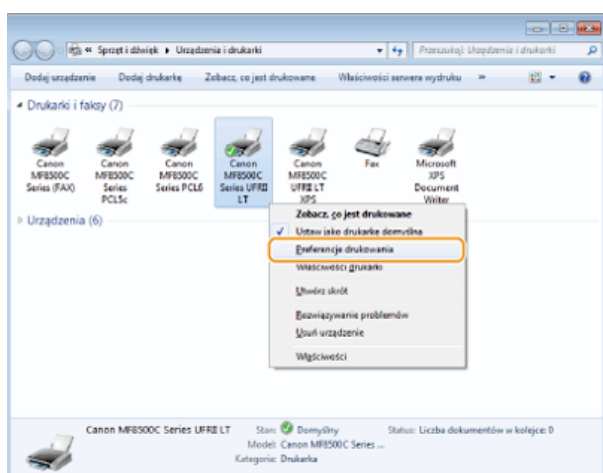 « Sprzęt i dźwięk ▸ Urządzenia i drukarki
Przeszukaj: Urządzenia i drukarki
Dodaj urządzenie Dodaj drukarkę Zobacz, co jest drukowane Właściwości serwera wydruku »
Drukarki i faksy (7)
Canon MF8500C Series (FAX)
Canon MF8500C Series PCL5c
Canon MF8500C Series PCL6
Canon MF8500C Series UFRII LT
Canon MF8500C UFRII LT XPS
Fax
Microsoft XPS Document Writer
Urządzenia (6)
Zobacz, co jest drukowane
Ustaw jako drukarkę domyślną
Preferencje drukowania
Właściwości drukarki
Utwórz skrót
Rozwiązywanie problemów
Usuń urządzenie
Właściwości
Canon MF8500C Series UFRII LT Stan: Domyślny Status: Liczba dokumentów w kolejce: 0
Model: Canon MF8500C Series ...
Kategoria: Drukarka